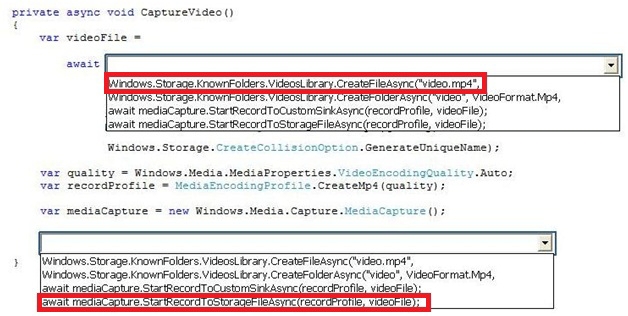 private async void CaptureVideo()
{
var videoFile =
await
Windows.Storage.KnownFolders.VideosLibrary.CreateFileAsync("video.mp4",
Windows.Storage.KnownFolders.VideosLibrary.CreateFolderAsync("video", VideoFormat.Mp4,
await mediaCapture.StartRecordToCustomSinkAsync(recordProfile, videoFile);
await mediaCapture.StartRecordToStorageFileAsync(recordProfile, videoFile);
Windows.Storage.CreateCollisionOption.GenerateUniqueName);
var quality = Windows.Media.MediaProperties.VideoEncodingQuality.Auto;
var recordProfile = MediaEncodingProfile.CreateMp4(quality);
var mediaCapture = new Windows.Media.Capture.MediaCapture();
}
Windows.Storage.KnownFolders.VideosLibrary.CreateFileAsync("video.mp4",
Windows.Storage.KnownFolders.VideosLibrary.CreateFolderAsync("video", VideoFormat.Mp4,
await mediaCapture.StartRecordToCustomSinkAsync(recordProfile, videoFile);
await mediaCapture.StartRecordToStorageFileAsync(recordProfile, videoFile);